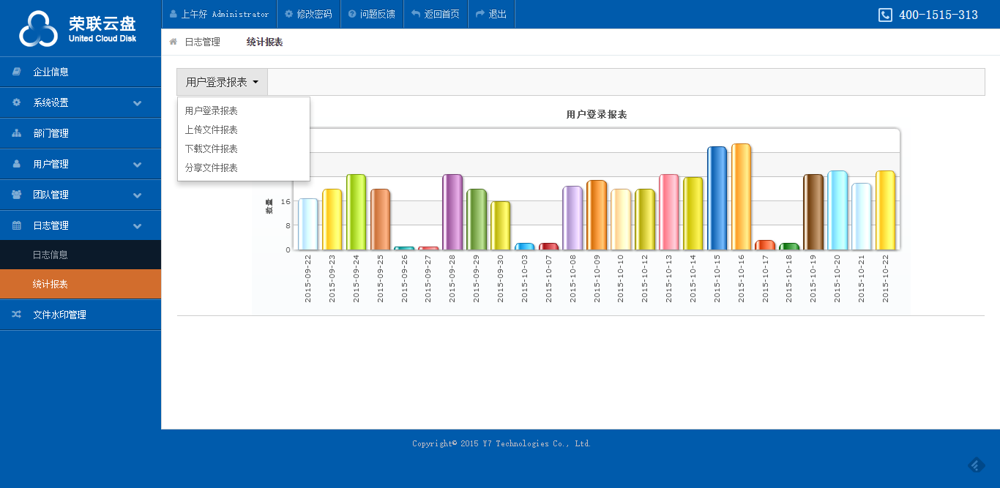 荣联云盘
United Cloud Disk
上午好 Administrator
修改密码
问题反馈
返回首页
退出
400-1515-313
日志管理
统计报表
企业信息
系统设置
部门管理
用户管理
团队管理
日志管理
日志信息
统计报表
文件水印管理
用户登录报表
用户登录报表
上传文件报表
下载文件报表
分享文件报表
用户登录报表
数量
16
8
0
2015-09-22
2015-09-23
2015-09-24
2015-09-25
2015-09-26
2015-09-27
2015-09-28
2015-09-29
2015-09-30
2015-10-03
2015-10-07
2015-10-08
2015-10-09
2015-10-10
2015-10-12
2015-10-13
2015-10-14
2015-10-15
2015-10-16
2015-10-17
2015-10-18
2015-10-19
2015-10-20
2015-10-21
2015-10-22
Copyright© 2015 Y7 Technologies Co., Ltd.